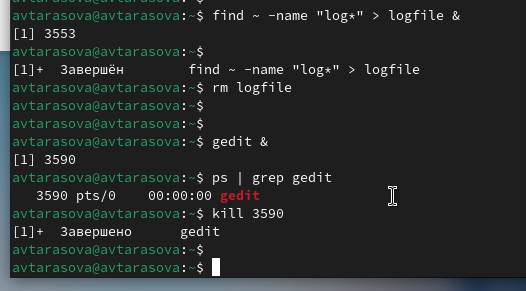 avtarasova@avtarasova:~$ find ~ -name "log*" > logfile &
[1] 3553
avtarasova@avtarasova:~$
[1]+  Завершён        find ~ -name "log*" > logfile
avtarasova@avtarasova:~$ rm logfile
avtarasova@avtarasova:~$
avtarasova@avtarasova:~$
avtarasova@avtarasova:~$ gedit &
[1] 3590
avtarasova@avtarasova:~$ ps | grep gedit
   3590 pts/0    00:00:00 gedit
avtarasova@avtarasova:~$ kill 3590
[1]+  Завершено      gedit
avtarasova@avtarasova:~$
avtarasova@avtarasova:~$